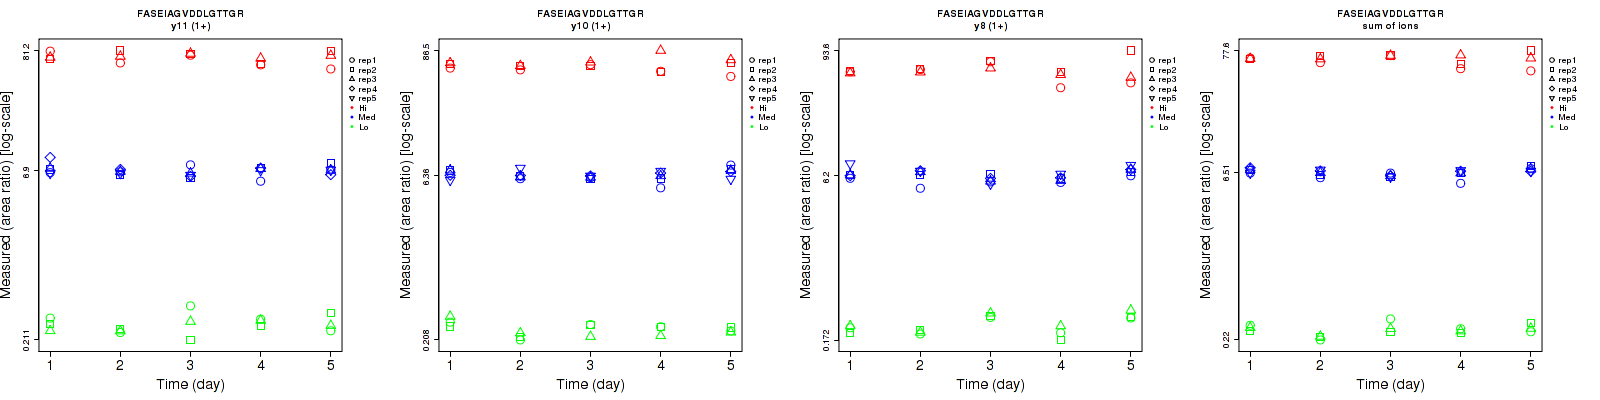 FASEIAGVDDLGTTGR
y11 (1+)
81.2
6.9
0.211
Measured (area ratio) [log-scale]
1 2 3 4 5
Time (day)
rep1
rep2
rep3
rep4
rep5
Hi
Med
Lo
FASEIAGVDDLGTTGR
y10 (1+)
86.5
6.38
0.208
Measured (area ratio) [log-scale]
1 2 3 4 5
Time (day)
rep1
rep2
rep3
rep4
rep5
Hi
Med
Lo
FASEIAGVDDLGTTGR
y8 (1+)
93.6
6.2
0.172
Measured (area ratio) [log-scale]
1 2 3 4 5
Time (day)
rep1
rep2
rep3
rep4
rep5
Hi
Med
Lo
FASEIAGVDDLGTTGR
sum of ions
77.6
6.51
0.22
Measured (area ratio) [log-scale]
1 2 3 4 5
Time (day)
rep1
rep2
rep3
rep4
rep5
Hi
Med
Lo